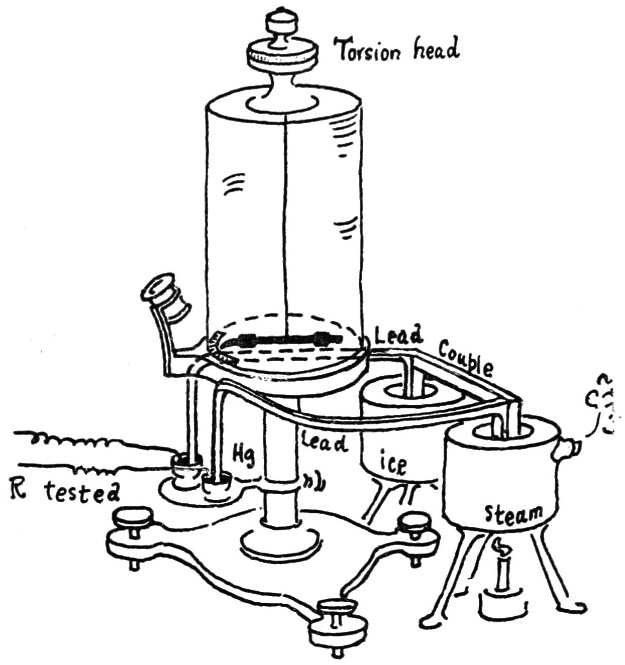 Torsion head
Lead
Couple
Hg
Lead
ice
R tested
Steam